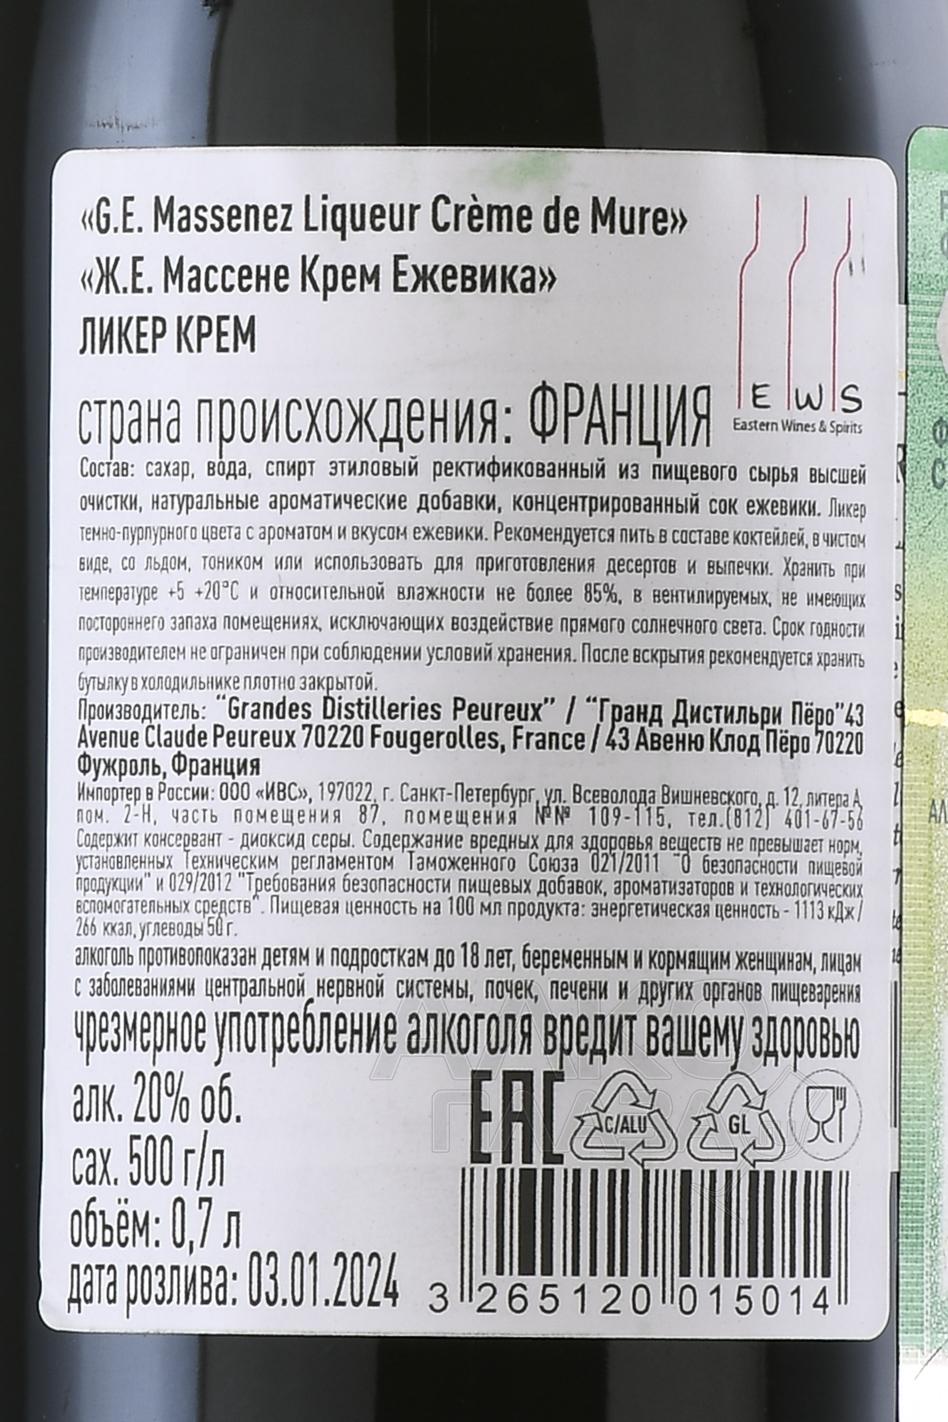 «G.E. Massenez Liqueur Crème de Mure»
«Ж.Е. Массене Крем Ежевика»
ЛИКЕР КРЕМ
E W S
Eastern Wines & Spirits
страна происхождения: ФРАНЦИЯ
Состав: сахар, вода, спирт этиловый ректификованный из пищевого сырья высшей
очистки, натуральные ароматические добавки, концентрированный сок ежевики. Ликер
темно-пурпурного цвета с ароматом и вкусом ежевики. Рекомендуется пить в составе коктейлей, в чистом
виде, со льдом, тоником или использовать для приготовления десертов и выпечки. Хранить при
температуре +5 +20°С и относительной влажности не более 85%, в вентилируемых, не имеющих
постороннего запаха помещениях, исключающих воздействие прямого солнечного света. Срок годности
производителем не ограничен при соблюдении условий хранения. После вскрытия рекомендуется хранить
бутылку в холодильнике плотно закрытой.
Производитель: "Grandes Distilleries Peureux" / "Гранд Дистильри Пёро"43
Avenue Claude Peureux 70220 Fougerolles, France / 43 Авеню Клод Пёро 70220
Фужроль, Франция
Импортер в России: ООО «ИВС», 197022, г. Санкт-Петербург, ул. Всеволода Вишневского, д. 12, литера А,
пом. 2-Н, часть помещения 87, помещения №№ 109-115, тел.(812) 401-67-56
Содержит консервант - диоксид серы. Содержание вредных для здоровья веществ не превышает норм,
установленных Техническим регламентом Таможенного Союза 021/2011 "О безопасности пищевой
продукции" и 029/2012 "Требования безопасности пищевых добавок, ароматизаторов и технологических
вспомогательных средств". Пищевая ценность на 100 мл продукта: энергетическая ценность - 1113 кДж /
266 ккал, углеводы 50 г.
алкоголь противопоказан детям и подросткам до 18 лет, беременным и кормящим женщинам, лицам
с заболеваниями центральной нервной системы, почек, печени и других органов пищеварения
чрезмерное употребление алкоголя вредит вашему здоровью
алк. 20% об.
сах. 500 г/л
объём: 0,7 л
дата розлива: 03.01.2024
EAC
C/ALU
GL
3 265120 015014